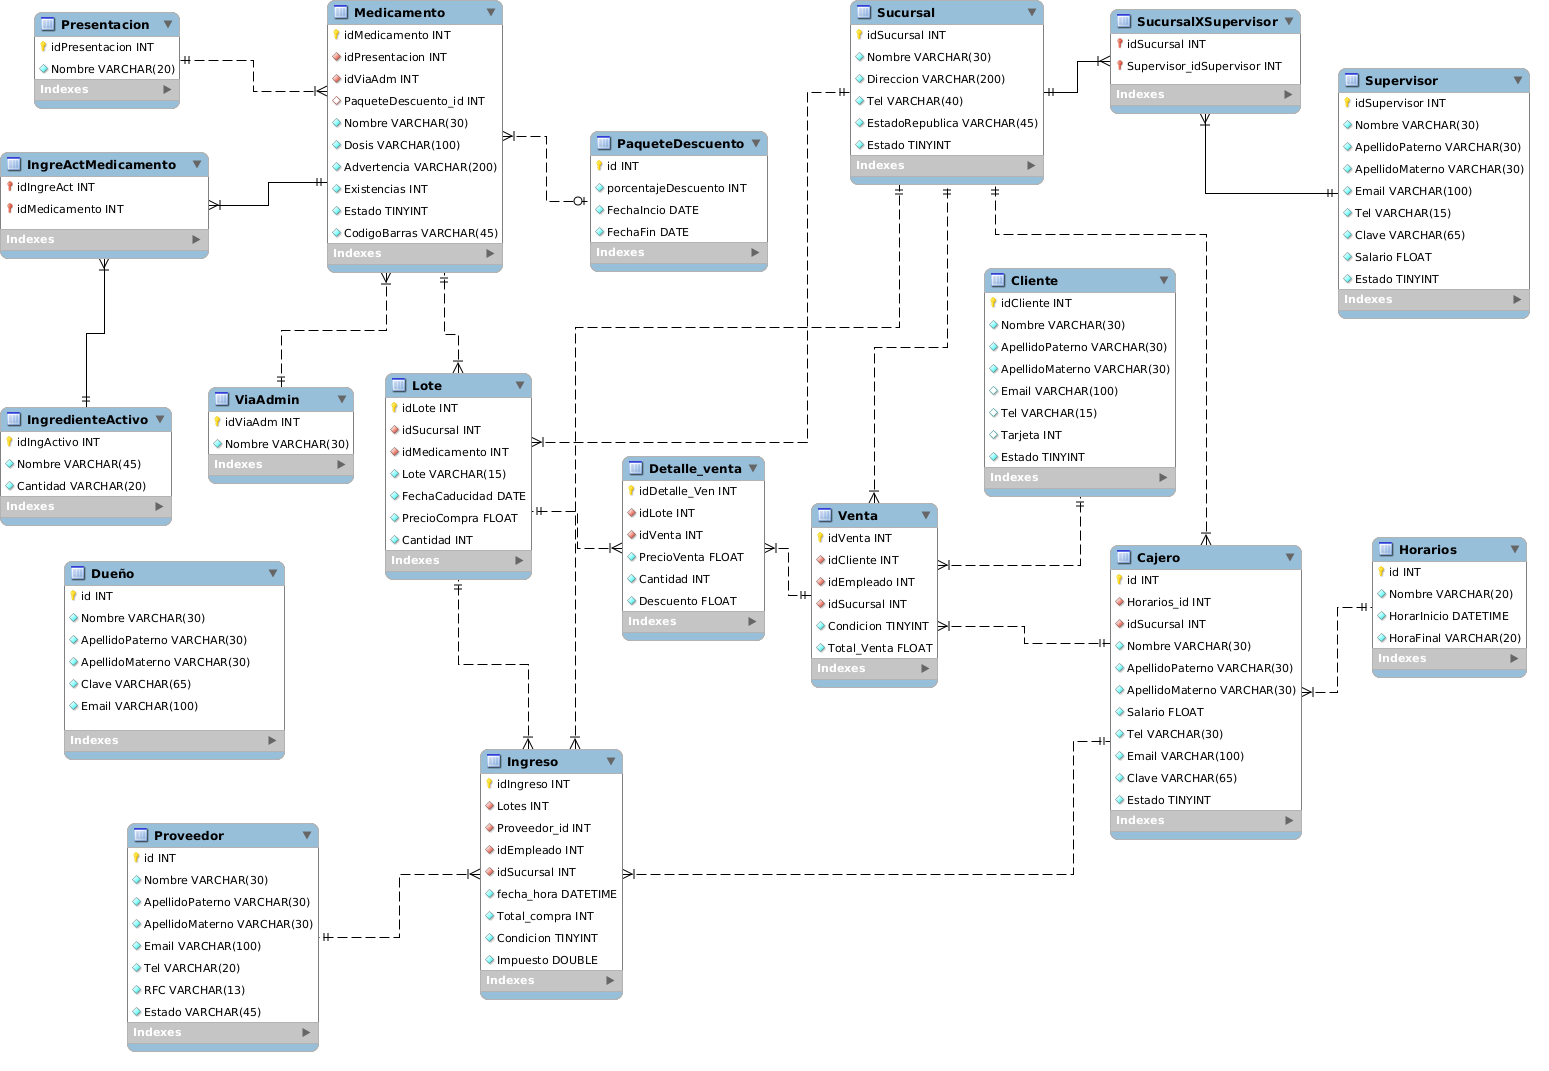 Presentacion
idPresentacion INT
Nombre VARCHAR(20)
Indexes
Medicamento
idMedicamento INT
idPresentacion INT
idViaAdm INT
PaqueteDescuento_id INT
Nombre VARCHAR(30)
Dosis VARCHAR(100)
Advertencia VARCHAR(200)
Existencias INT
Estado TINYINT
CodigoBarras VARCHAR(45)
Indexes
Sucursal
idSucursal INT
Nombre VARCHAR(30)
Direccion VARCHAR(200)
Tel VARCHAR(40)
EstadoRepublica VARCHAR(45)
Estado TINYINT
Indexes
SucursalXSupervisor
idSucursal INT
Supervisor_idSupervisor INT
Indexes
Supervisor
idSupervisor INT
Nombre VARCHAR(30)
ApellidoPaterno VARCHAR(30)
ApellidoMaterno VARCHAR(30)
Email VARCHAR(100)
Tel VARCHAR(15)
Clave VARCHAR(65)
Salario FLOAT
Estado TINYINT
Indexes
PaqueteDescuento
id INT
porcentajeDescuento INT
FechaIncio DATE
FechaFin DATE
Indexes
IngreActMedicamento
idIngreAct INT
idMedicamento INT
Indexes
Cliente
idCliente INT
Nombre VARCHAR(30)
ApellidoPaterno VARCHAR(30)
ApellidoMaterno VARCHAR(30)
Email VARCHAR(100)
Tel VARCHAR(15)
Tarjeta INT
Estado TINYINT
Indexes
IngredienteActivo
idIngActivo INT
Nombre VARCHAR(45)
Cantidad VARCHAR(20)
Indexes
ViaAdmin
idViaAdm INT
Nombre VARCHAR(30)
Indexes
Lote
idLote INT
idSucursal INT
idMedicamento INT
Lote VARCHAR(15)
FechaCaducidad DATE
PrecioCompra FLOAT
Cantidad INT
Indexes
Detalle_venta
idDetalle_Ven INT
idLote INT
idVenta INT
PrecioVenta FLOAT
Cantidad INT
Descuento FLOAT
Indexes
Venta
idVenta INT
idCliente INT
idEmpleado INT
idSucursal INT
Condicion TINYINT
Total_Venta FLOAT
Indexes
Cajero
id INT
Horarios_id INT
idSucursal INT
Nombre VARCHAR(30)
ApellidoPaterno VARCHAR(30)
ApellidoMaterno VARCHAR(30)
Salario FLOAT
Tel VARCHAR(30)
Email VARCHAR(100)
Clave VARCHAR(65)
Estado TINYINT
Indexes
Horarios
id INT
Nombre VARCHAR(20)
HorarInicio DATETIME
HoraFinal VARCHAR(20)
Indexes
Dueño
id INT
Nombre VARCHAR(30)
ApellidoPaterno VARCHAR(30)
ApellidoMaterno VARCHAR(30)
Clave VARCHAR(65)
Email VARCHAR(100)
Indexes
Ingreso
idIngreso INT
Lotes INT
Proveedor_id INT
idEmpleado INT
idSucursal INT
fecha_hora DATETIME
Total_compra INT
Condicion TINYINT
Impuesto DOUBLE
Indexes
Proveedor
id INT
Nombre VARCHAR(30)
ApellidoPaterno VARCHAR(30)
ApellidoMaterno VARCHAR(30)
Email VARCHAR(100)
Tel VARCHAR(20)
RFC VARCHAR(13)
Estado VARCHAR(45)
Indexes